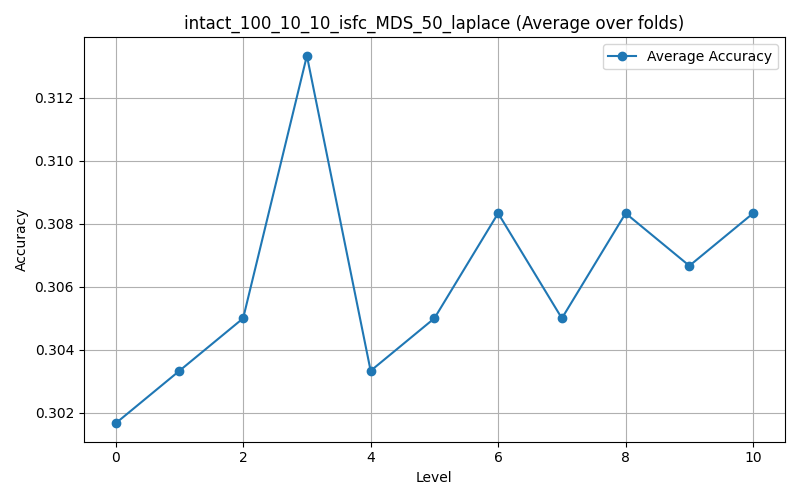 intact_100_10_10_isfc_MDS_50_laplace (Average over folds)
Average Accuracy
0.312
0.310
0.308
0.306
0.304
0.302
Accuracy
0 2 4 6 8 10
Level